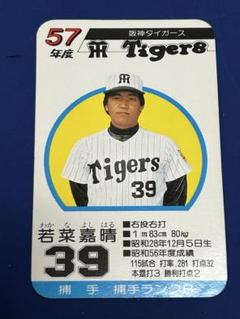 57
年度
阪神タイガース
TH Tigers
TH
Tigers
39
わか な よし はる
若菜嘉晴
39
■右投右打
■1m83cm 80kg
■昭和28年12月5日生
■昭和56年度成績
115試合 打率.281 打点32
本塁打3 勝利打点2
捕手 捕手ランクB